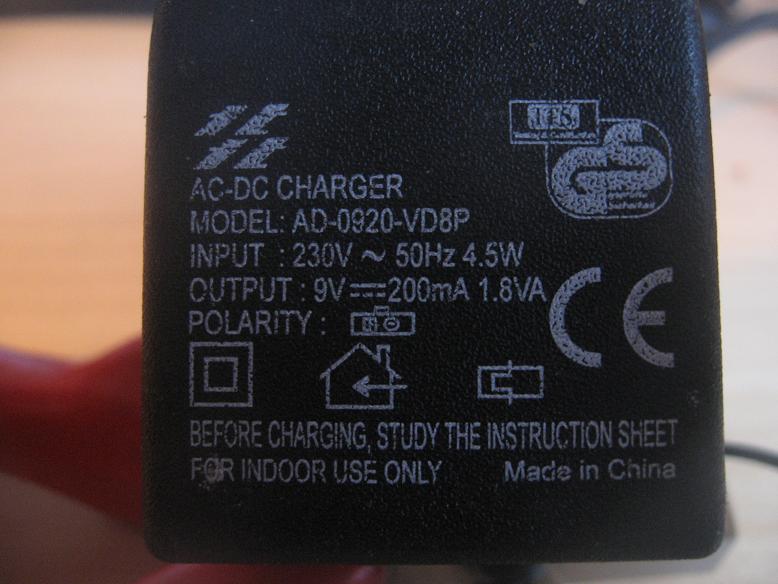 ITS
AC-DC CHARGER
MODEL: AD-0920-VD8P
INPUT : 230V ~ 50Hz 4.5W
OUTPUT : 9V⎓200mA 1.8VA
POLARITY :
CE
BEFORE CHARGING, STUDY THE INSTRUCTION SHEET
FOR INDOOR USE ONLY Made in China